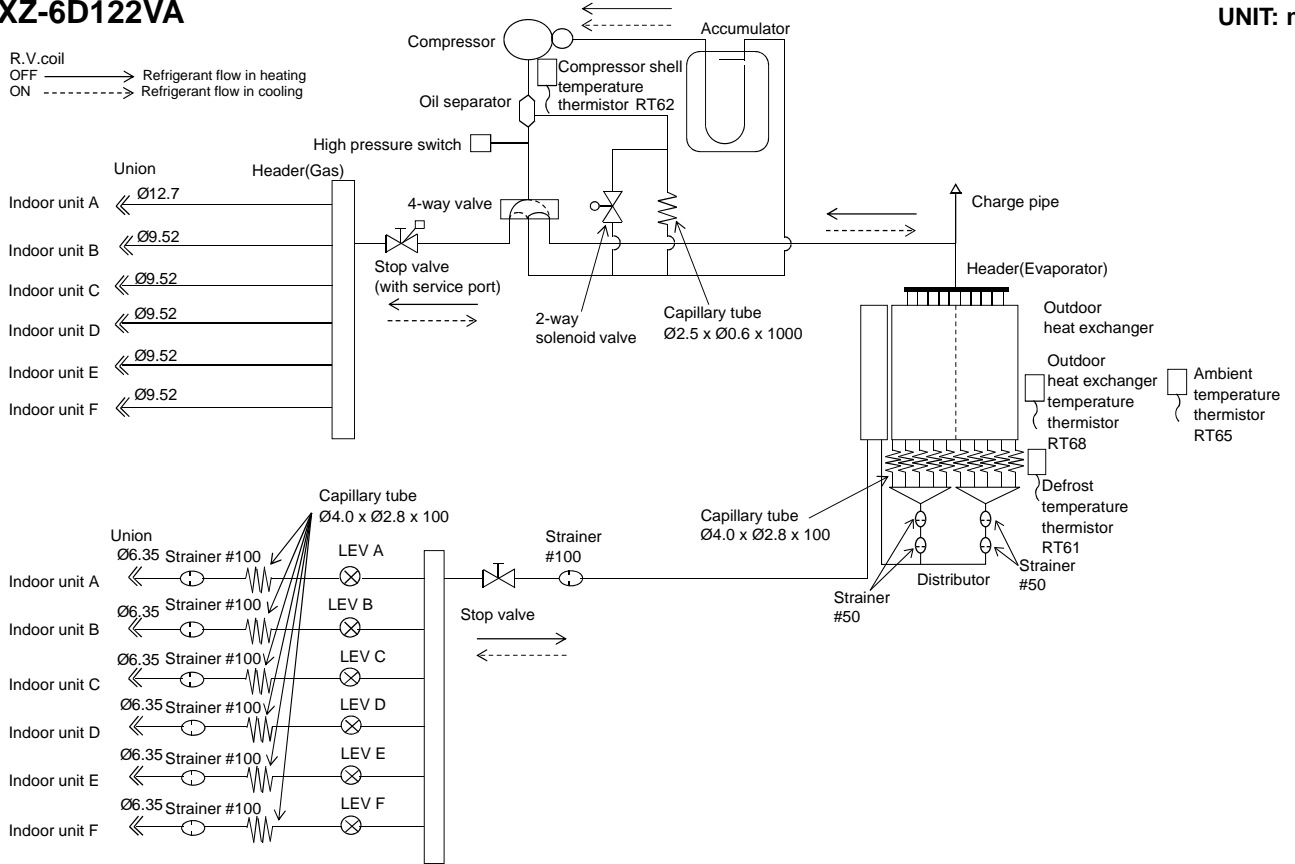 XZ-6D122VA
UNIT:
R.V.coil
OFF Refrigerant flow in heating
ON Refrigerant flow in cooling
Compressor
Accumulator
Compressor shell
temperature
thermistor RT62
Oil separator
High pressure switch
Union
Header(Gas)
4-way valve
Indoor unit A Ø12.7
Indoor unit B Ø9.52
Indoor unit C Ø9.52
Indoor unit D Ø9.52
Indoor unit E Ø9.52
Indoor unit F Ø9.52
Stop valve
(with service port)
2-way
solenoid valve
Capillary tube
Ø2.5 x Ø0.6 x 1000
Charge pipe
Header(Evaporator)
Outdoor
heat exchanger
Outdoor
heat exchanger
temperature
thermistor
RT68
Ambient
temperature
thermistor
RT65
Defrost
temperature
thermistor
RT61
Capillary tube
Ø4.0 x Ø2.8 x 100
Strainer
#50
Distributor
Strainer
#50
Capillary tube
Ø4.0 x Ø2.8 x 100
Union
Strainer
#100
Stop valve
Indoor unit A Ø6.35 Strainer #100 LEV A
Indoor unit B Ø6.35 Strainer #100 LEV B
Indoor unit C Ø6.35 Strainer #100 LEV C
Indoor unit D Ø6.35 Strainer #100 LEV D
Indoor unit E Ø6.35 Strainer #100 LEV E
Indoor unit F Ø6.35 Strainer #100 LEV F